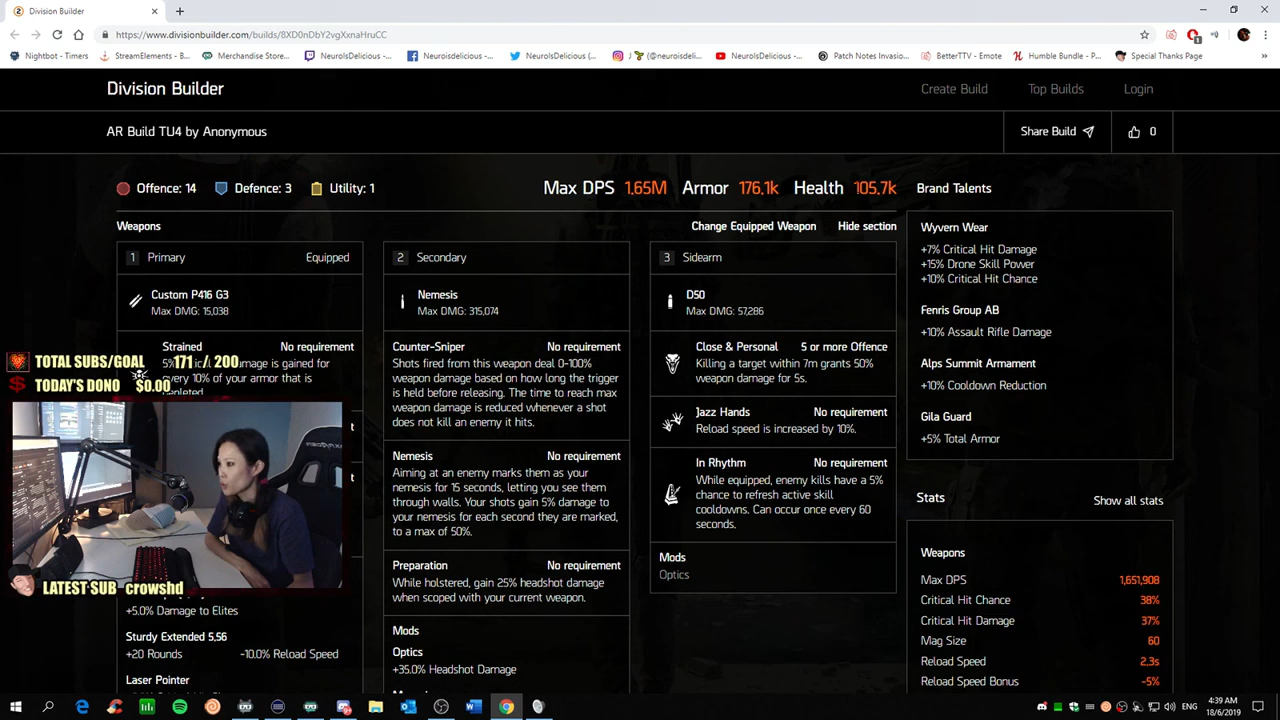 Division Builder
https://www.divisionbuilder.com/builds/8XD0nDbY2vgXxnaHruCC
Nightbot - StreamElements - B... Merchandise Store... NeuroIsDelicious -... Neuroisdelicious -... NeuroIsDelicious (... (@neuroisdeli... NeuroIsDelicious -... Patch Notes Invasio... BetterTTV - Emote Humble Bundle - P... Special Thanks Page
Division Builder
Create Build Top Builds Login
AR Build TU4 by Anonymous
Share Build 0
Offence: 14 Defence: 3 Utility: 1
Max DPS 1.65M Armor 176.1k Health 105.7k
Weapons
Change Equipped Weapon Hide section
1 Primary Equipped
Custom P416 G3
Max DMG: 15,038
Strained No requirement
every 10% of your armor that is
TOTAL SUBS/GOAL 171 // 200
TODAY'S DONO $0.00
LATEST SUB crowshd
+5.0% Damage to Elites
Sturdy Extended 5.56
+20 Rounds -10.0% Reload Speed
Laser Pointer
2 Secondary
Nemesis
Max DMG: 315,074
Counter-Sniper No requirement
Shots fired from this weapon deal 0-100%
weapon damage based on how long the trigger
is held before releasing. The time to reach max
weapon damage is reduced whenever a shot
does not kill an enemy it hits.
Nemesis No requirement
Aiming at an enemy marks them as your
nemesis for 15 seconds, letting you see them
through walls. Your shots gain 5% damage to
your nemesis for each second they are marked,
to a max of 50%.
Preparation No requirement
While holstered, gain 25% headshot damage
when scoped with your current weapon.
Mods
Optics
+35.0% Headshot Damage
3 Sidearm
D50
Max DMG: 57,286
Close & Personal 5 or more Offence
Killing a target within 7m grants 50%
weapon damage for 5s.
Jazz Hands No requirement
Reload speed is increased by 10%.
In Rhythm No requirement
While equipped, enemy kills have a 5%
chance to refresh active skill
cooldowns. Can occur once every 60
seconds.
Mods
Optics
Brand Talents
Wyvern Wear
+7% Critical Hit Damage
+15% Drone Skill Power
+10% Critical Hit Chance
Fenris Group AB
+10% Assault Rifle Damage
Alps Summit Armament
+10% Cooldown Reduction
Gila Guard
+5% Total Armor
Stats
Show all stats
Weapons
Max DPS 1,651,908
Critical Hit Chance 38%
Critical Hit Damage 37%
Mag Size 60
Reload Speed 2.3s
Reload Speed Bonus -5%
ENG
4:39 AM
18/6/2019